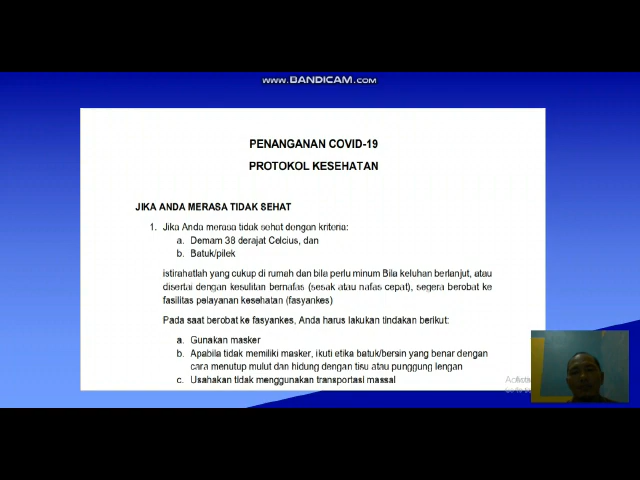 WWW.BANDICAM.COM
PENANGANAN COVID-19
PROTOKOL KESEHATAN
JIKA ANDA MERASA TIDAK SEHAT
1. Jika Anda merasa tidak sehat dengan kriteria:
a. Demam 38 derajat Celcius, dan
b. Batuk/pilek
istirahatlah yang cukup di rumah dan bila perlu minum Bila keluhan berlanjut, atau
disertai dengan kesulitan bernafas (sesak atau nafas cepat), segera berobat ke
fasilitas pelayanan kesehatan (fasyankes)
Pada saat berobat ke fasyankes, Anda harus lakukan tindakan berikut:
a. Gunakan masker
b. Apabila tidak memiliki masker, ikuti etika batuk/bersin yang benar dengan
cara menutup mulut dan hidung dengan tisu atau punggung lengan
c. Usahakan tidak menggunakan transportasi massal